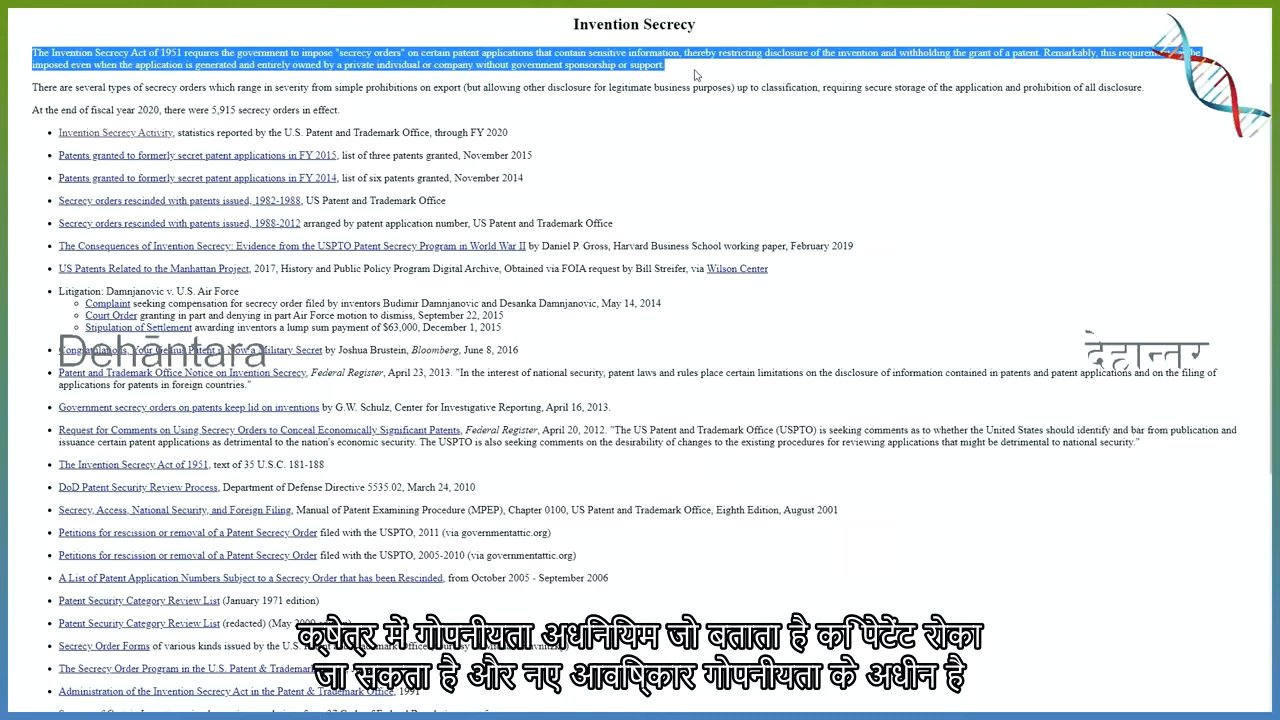 Invention Secrecy
The Invention Secrecy Act of 1951 requires the government to impose "secrecy orders" on certain patent applications that contain sensitive information, thereby restricting disclosure of the invention and withholding the grant of a patent. Remarkably, this requirement be
imposed even when the application is generated and entirely owned by a private individual or company without government sponsorship or support.
There are several types of secrecy orders which range in severity from simple prohibitions on export (but allowing other disclosure for legitimate business purposes) up to classification, requiring secure storage of the application and prohibition of all disclosure.
At the end of fiscal year 2020, there were 5,915 secrecy orders in effect.
• Invention Secrecy Activity, statistics reported by the U.S. Patent and Trademark Office, through FY 2020
• Patents granted to formerly secret patent applications in FY 2015, list of three patents granted, November 2015
• Patents granted to formerly secret patent applications in FY 2014, list of six patents granted, November 2014
• Secrecy orders rescinded with patents issued, 1982-1988, US Patent and Trademark Office
• Secrecy orders rescinded with patents issued, 1988-2012 arranged by patent application number, US Patent and Trademark Office
• The Consequences of Invention Secrecy: Evidence from the USPTO Patent Secrecy Program in World War II by Daniel P. Gross, Harvard Business School working paper, February 2019
• US Patents Related to the Manhattan Project, 2017, History and Public Policy Program Digital Archive, Obtained via FOIA request by Bill Streifer, via Wilson Center
• Litigation: Damnjanovic v. U.S. Air Force
◦ Complaint seeking compensation for secrecy order filed by inventors Budimir Damnjanovic and Desanka Damnjanovic, May 14, 2014
◦ Court Order granting in part and denying in part Air Force motion to dismiss, September 22, 2015
◦ Stipulation of Settlement awarding inventors a lump sum payment of $63,000, December 1, 2015
Dehāntara
देहान्तर
• Congratulations, Your Genius Patent is Now a Military Secret by Joshua Brustein, Bloomberg, June 8, 2016
• Patent and Trademark Office Notice on Invention Secrecy, Federal Register, April 23, 2013. "In the interest of national security, patent laws and rules place certain limitations on the disclosure of information contained in patents and patent applications and on the filing of
applications for patents in foreign countries."
• Government secrecy orders on patents keep lid on inventions by G.W. Schulz, Center for Investigative Reporting, April 16, 2013.
• Request for Comments on Using Secrecy Orders to Conceal Economically Significant Patents, Federal Register, April 20, 2012. "The US Patent and Trademark Office (USPTO) is seeking comments as to whether the United States should identify and bar from publication and
issuance certain patent applications as detrimental to the nation's economic security. The USPTO is also seeking comments on the desirability of changes to the existing procedures for reviewing applications that might be detrimental to national security."
• The Invention Secrecy Act of 1951, text of 35 U.S.C. 181-188
• DoD Patent Security Review Process, Department of Defense Directive 5535.02, March 24, 2010
• Secrecy, Access, National Security, and Foreign Filing, Manual of Patent Examining Procedure (MPEP), Chapter 0100, US Patent and Trademark Office, Eighth Edition, August 2001
• Petitions for rescission or removal of a Patent Secrecy Order filed with the USPTO, 2011 (via governmentattic.org)
• Petitions for rescission or removal of a Patent Secrecy Order filed with the USPTO, 2005-2010 (via governmentattic.org)
• A List of Patent Application Numbers Subject to a Secrecy Order that has been Rescinded, from October 2005 - September 2006
• Patent Security Category Review List (January 1971 edition)
• Patent Security Category Review List (redacted) (May
• Secrecy Order Forms of various kinds issued by the U.S.
• The Secrecy Order Program in the U.S. Patent & Trademark
• Administration of the Invention Secrecy Act in the Patent & Trademark Office, 1991
क्षेत्र में गोपनीयता अधिनियम जो बताता है कि पेटेंट रोका
जा सकता है और नए आविष्कार गोपनीयता के अधीन है